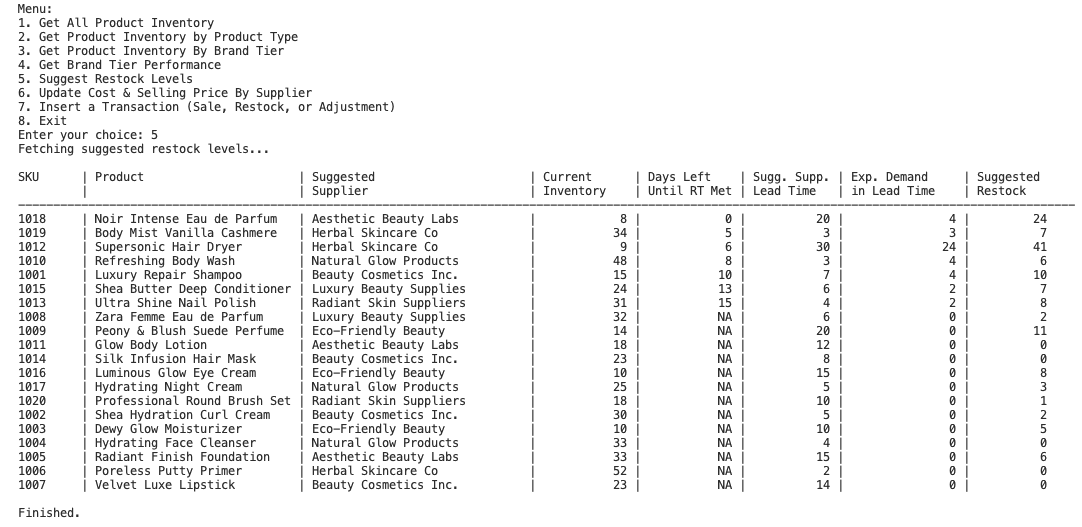 Menu:
1. Get All Product Inventory
2. Get Product Inventory by Product Type
3. Get Product Inventory By Brand Tier
4. Get Brand Tier Performance
5. Suggest Restock Levels
6. Update Cost & Selling Price By Supplier
7. Insert a Transaction (Sale, Restock, or Adjustment)
8. Exit
Enter your choice: 5
Fetching suggested restock levels...
SKU | Product | Suggested | Current | Days Left | Sugg. Supp. | Exp. Demand | Suggested
| | Supplier | Inventory | Until RT Met | Lead Time | in Lead Time | Restock
1018 | Noir Intense Eau de Parfum | Aesthetic Beauty Labs | 8 | 0 | 20 | 4 | 24
1019 | Body Mist Vanilla Cashmere | Herbal Skincare Co | 34 | 5 | 3 | 3 | 7
1012 | Supersonic Hair Dryer | Herbal Skincare Co | 9 | 6 | 30 | 24 | 41
1010 | Refreshing Body Wash | Natural Glow Products | 48 | 8 | 3 | 4 | 6
1001 | Luxury Repair Shampoo | Beauty Cosmetics Inc. | 15 | 10 | 7 | 4 | 10
1015 | Shea Butter Deep Conditioner | Luxury Beauty Supplies | 24 | 13 | 6 | 2 | 7
1013 | Ultra Shine Nail Polish | Radiant Skin Suppliers | 31 | 15 | 4 | 2 | 8
1008 | Zara Femme Eau de Parfum | Luxury Beauty Supplies | 32 | NA | 6 | 0 | 2
1009 | Peony & Blush Suede Perfume | Eco-Friendly Beauty | 14 | NA | 20 | 0 | 11
1011 | Glow Body Lotion | Aesthetic Beauty Labs | 18 | NA | 12 | 0 | 0
1014 | Silk Infusion Hair Mask | Beauty Cosmetics Inc. | 23 | NA | 8 | 0 | 0
1016 | Luminous Glow Eye Cream | Eco-Friendly Beauty | 10 | NA | 15 | 0 | 8
1017 | Hydrating Night Cream | Natural Glow Products | 25 | NA | 5 | 0 | 3
1020 | Professional Round Brush Set | Radiant Skin Suppliers | 18 | NA | 10 | 0 | 1
1002 | Shea Hydration Curl Cream | Beauty Cosmetics Inc. | 30 | NA | 5 | 0 | 2
1003 | Dewy Glow Moisturizer | Eco-Friendly Beauty | 10 | NA | 10 | 0 | 5
1004 | Hydrating Face Cleanser | Natural Glow Products | 33 | NA | 4 | 0 | 0
1005 | Radiant Finish Foundation | Aesthetic Beauty Labs | 33 | NA | 15 | 0 | 6
1006 | Poreless Putty Primer | Herbal Skincare Co | 52 | NA | 2 | 0 | 0
1007 | Velvet Luxe Lipstick | Beauty Cosmetics Inc. | 23 | NA | 14 | 0 | 0
Finished.